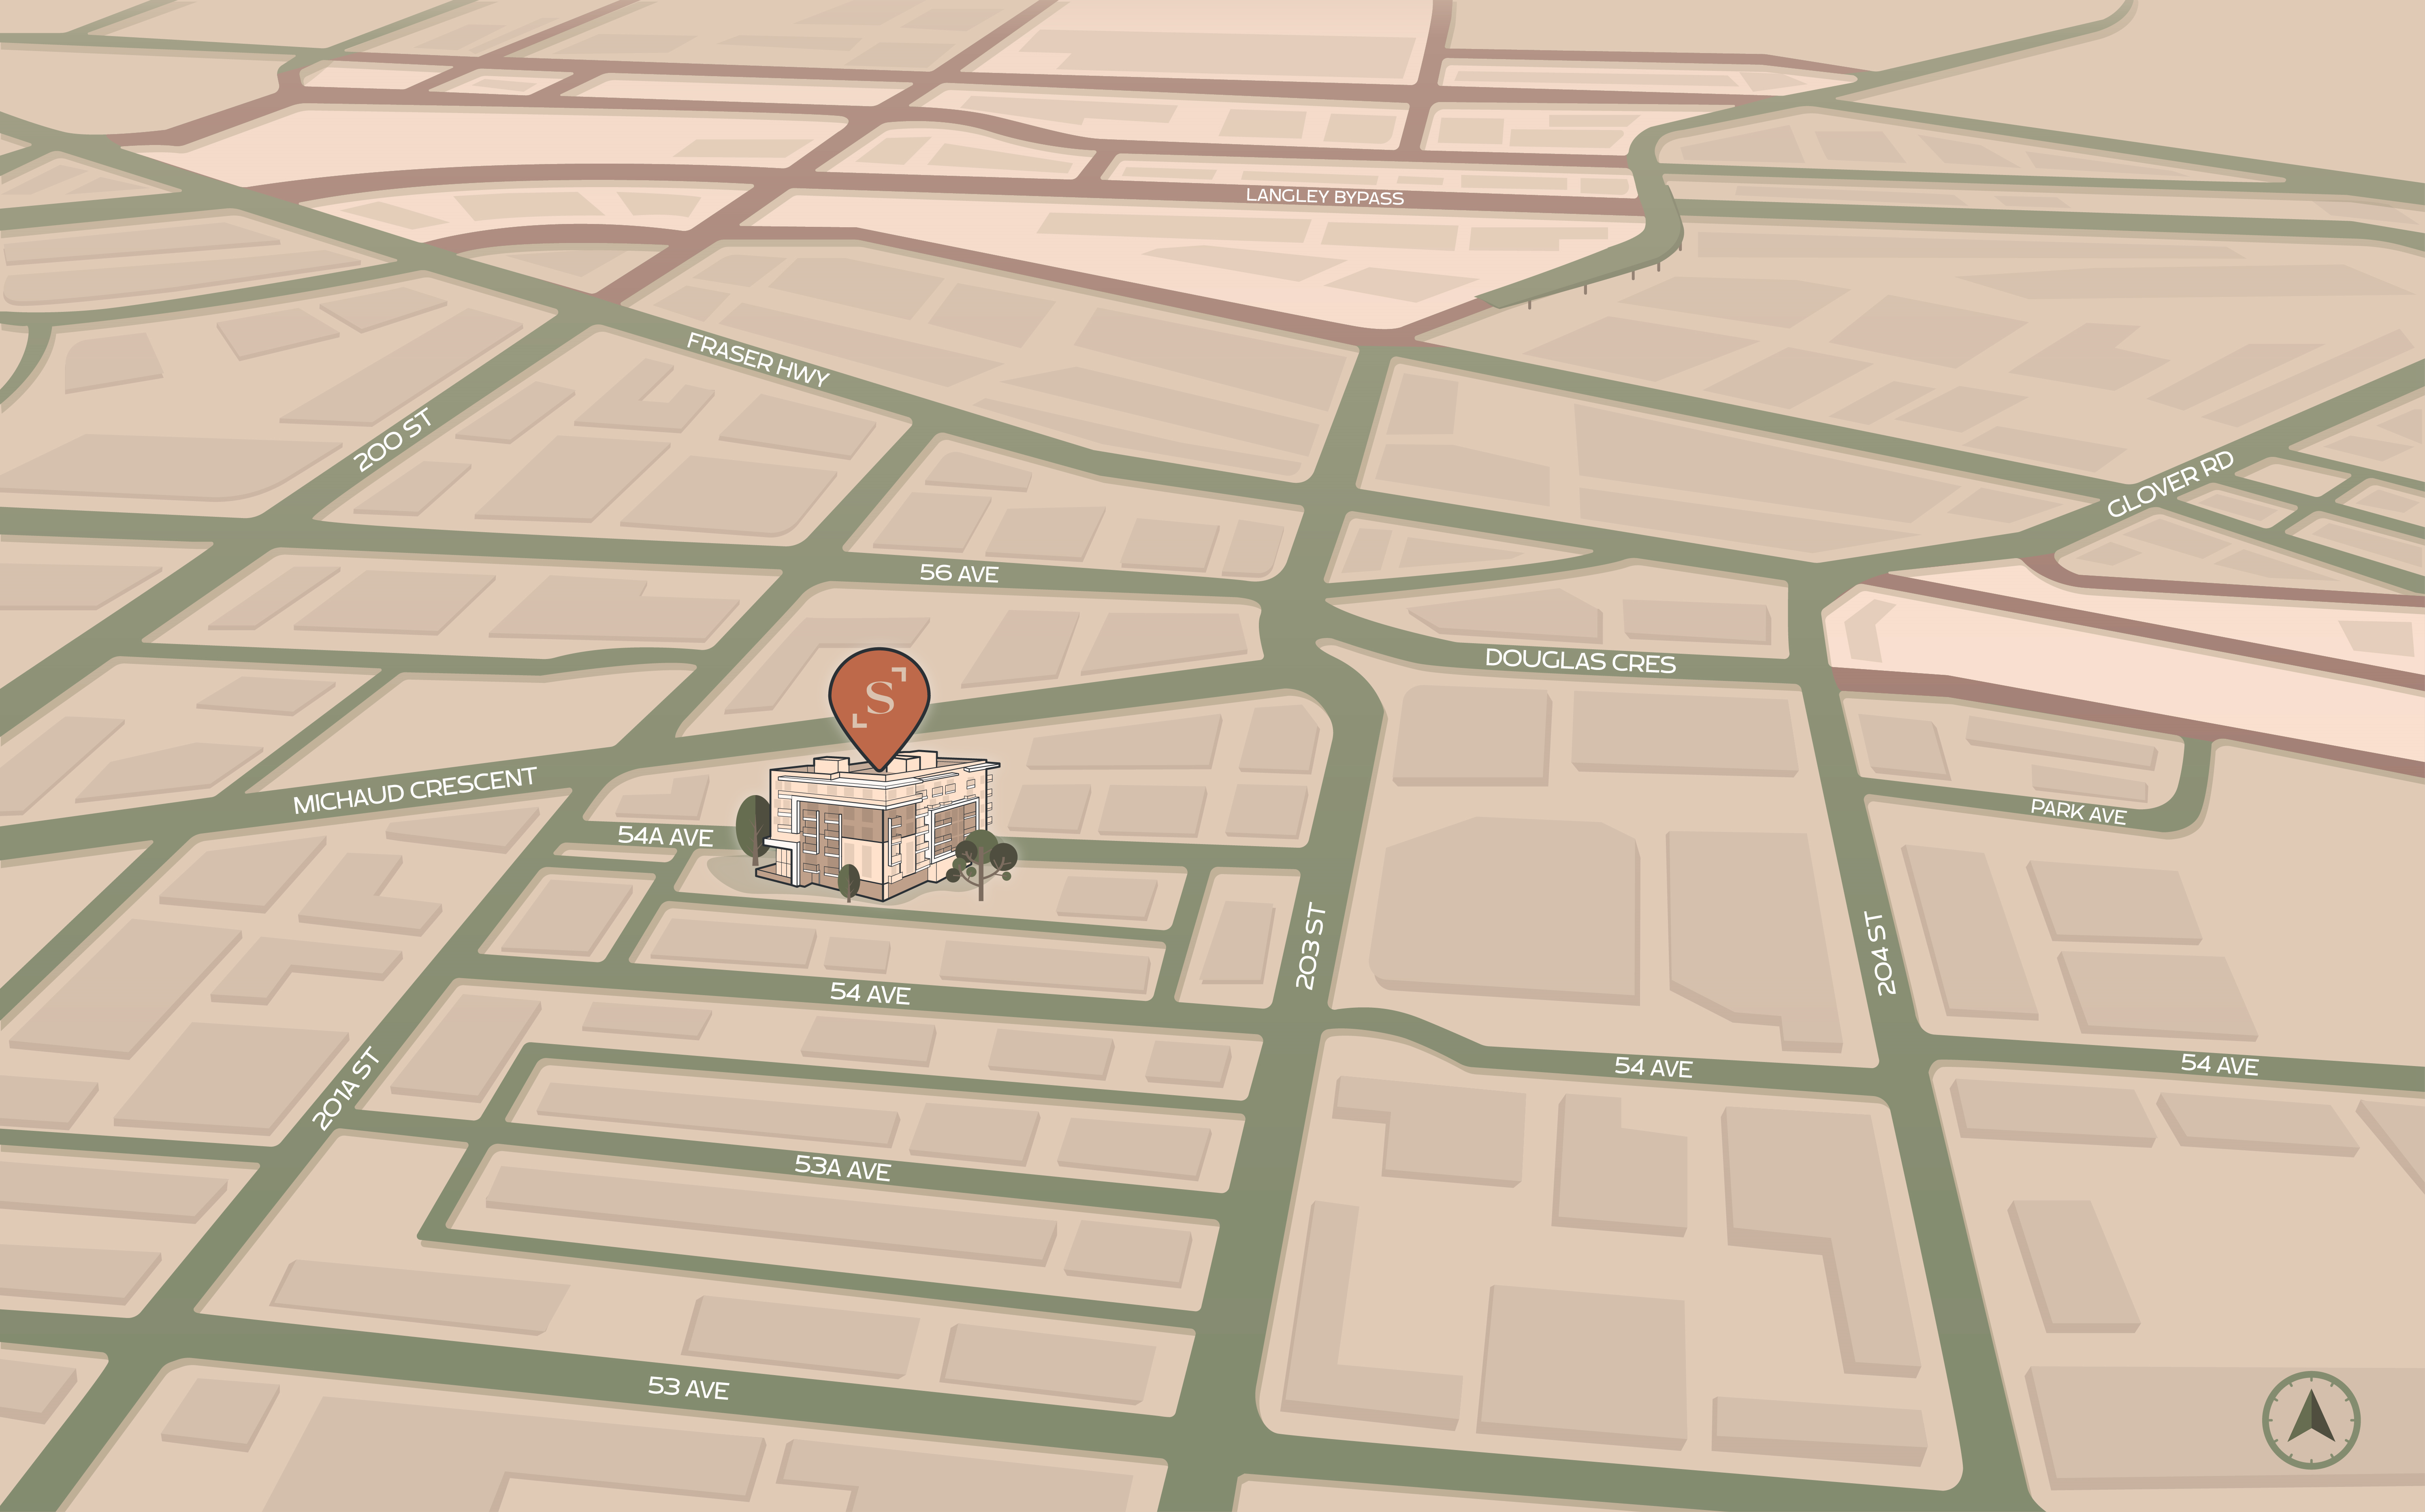 LANGLEY BYPASS
FRASER HWY
200 ST
GLOVER RD
56 AVE
DOUGLAS CRES
S
MICHAUD CRESCENT
PARK AVE
54A AVE
203 ST
204 ST
54 AVE
54 AVE
54 AVE
201A ST
53A AVE
53 AVE